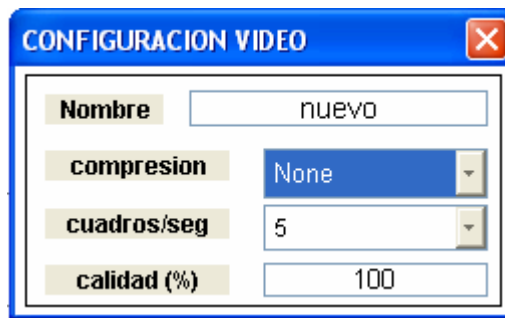 CONFIGURACION VIDEO
Nombre nuevo
compresion None
cuadros/seg 5
calidad (%) 100